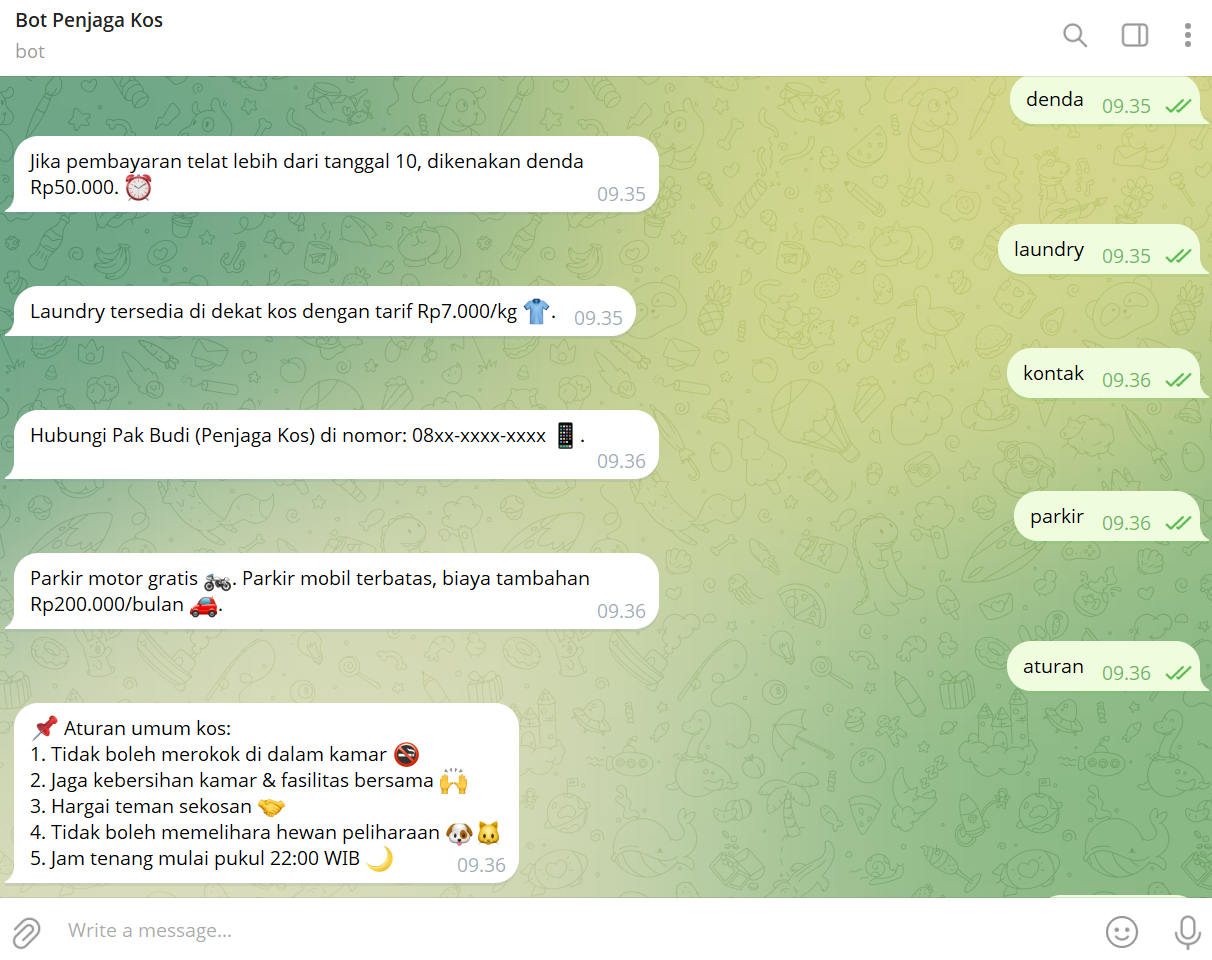 Bot Penjaga Kos
bot
denda 09.35
Jika pembayaran telat lebih dari tanggal 10, dikenakan denda
Rp50.000. ⏰ 09.35
laundry 09.35
Laundry tersedia di dekat kos dengan tarif Rp7.000/kg 👕. 09.35
kontak 09.36
Hubungi Pak Budi (Penjaga Kos) di nomor: 08xx-xxxx-xxxx 📱.
09.36
parkir 09.36
Parkir motor gratis 🏍️. Parkir mobil terbatas, biaya tambahan
Rp200.000/bulan 🚗. 09.36
aturan 09.36
📌 Aturan umum kos:
1. Tidak boleh merokok di dalam kamar 🚭
2. Jaga kebersihan kamar & fasilitas bersama 🙌
3. Hargai teman sekosan 🤝
4. Tidak boleh memelihara hewan peliharaan 🐶🐱
5. Jam tenang mulai pukul 22:00 WIB 🌙 09.36
Write a message...